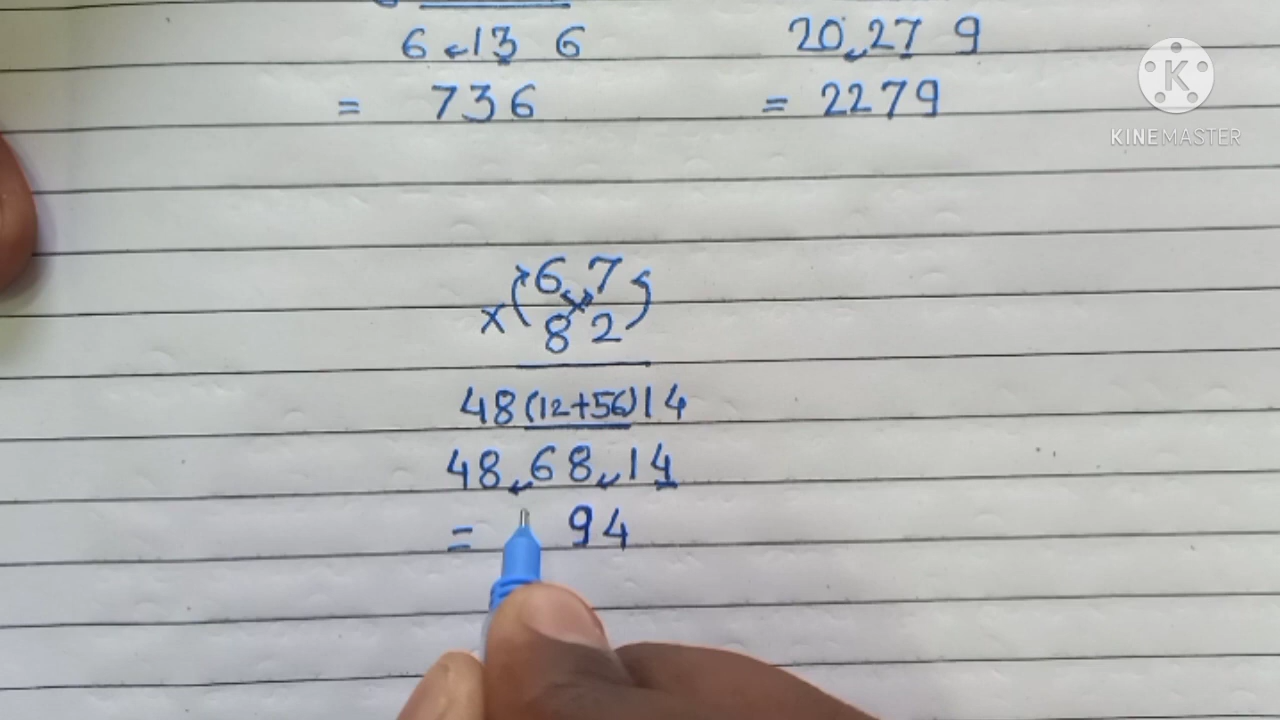 6 13 6
20 27 9
= 736
= 2279
K
KINEMASTER
6 7
× 8 2
48 (12+56) 14
48 68 14
= 94